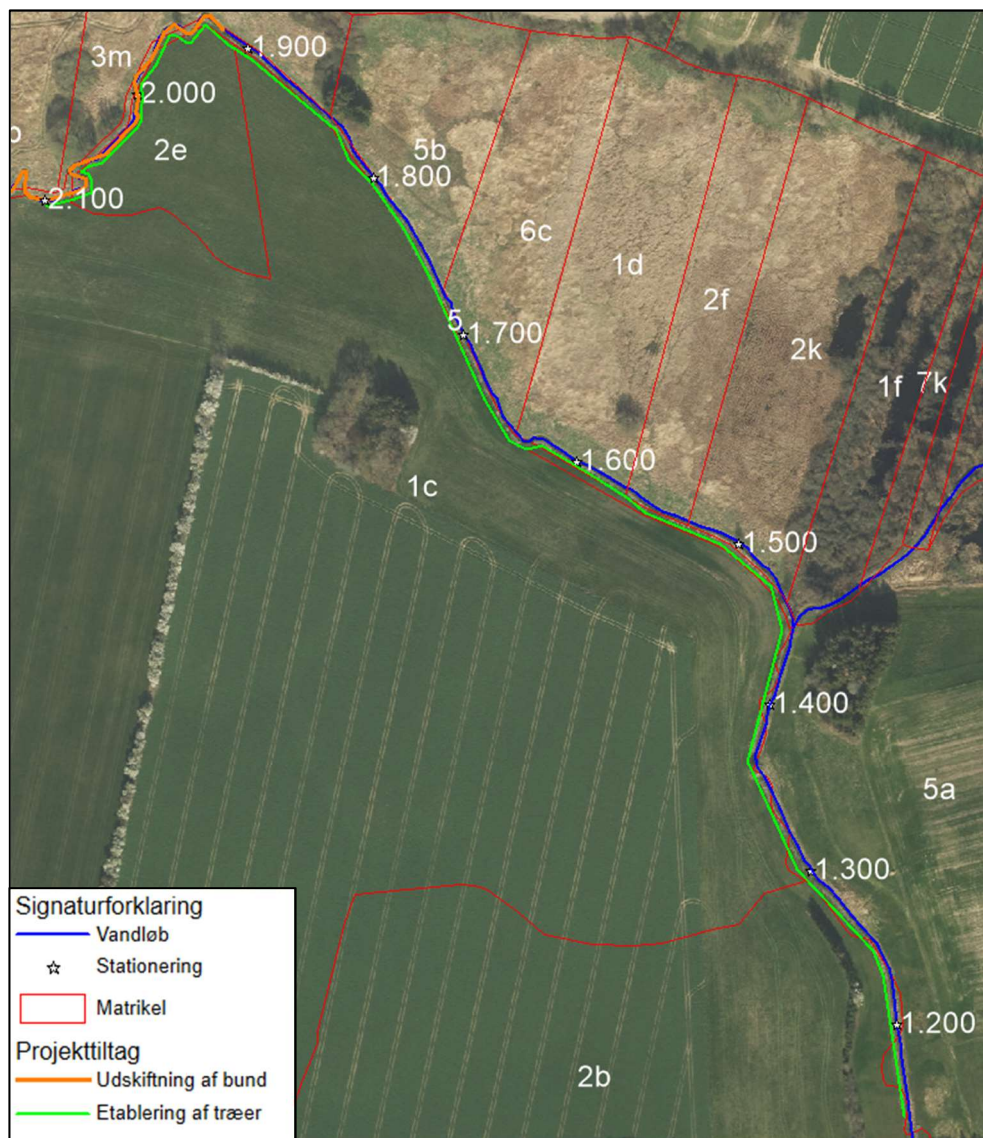 1.900
3m
2.000
2e
5b
1.800
2.100
6c
1d
2f
5
1.700
2k
1f
7k
1.600
1c
1.500
1.400
5a
1.300
1.200
2b
Signaturforklaring
Vandløb
Stationering
Matrikel
Projekttiltag
Udskiftning af bund
Etablering af træer